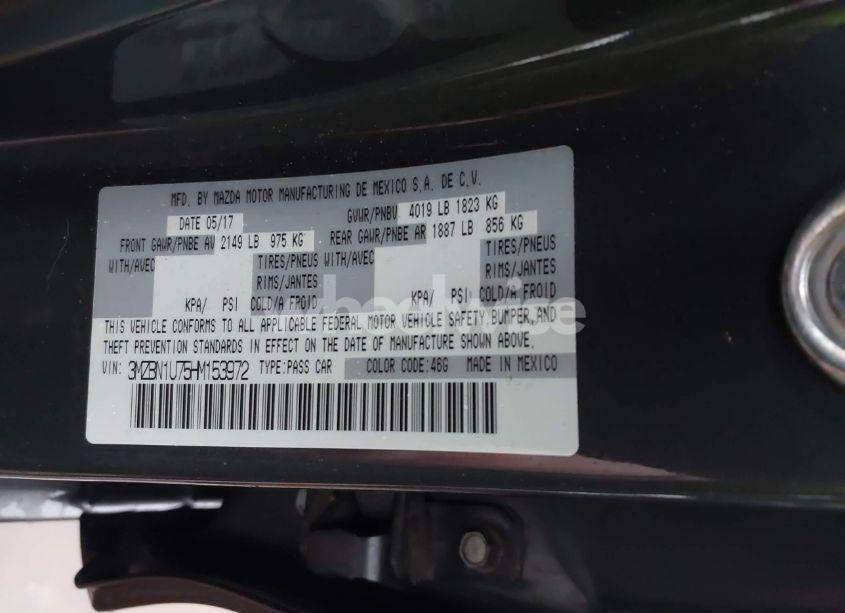 MFD. BY MAZDA MOTOR MANUFACTURING DE MEXICO S.A. DE C.V.
DATE 05/17 GVWR/PNBV 4019 LB 1823 KG
FRONT GAWR/PNBE AV 2149 LB 975 KG REAR GAWR/PNBE AR 1887 LB 856 KG
WITH/AVEC TIRES/PNEUS WITH/AVEC TIRES/PNEUS
RIMS/JANTES RIMS/JANTES
KPA/ PSI COLD/A FROID KPA/ PSI COLD/A FROID
THIS VEHICLE CONFORMS TO ALL APPLICABLE FEDERAL MOTOR VEHICLE SAFETY, BUMPER, AND
THEFT PREVENTION STANDARDS IN EFFECT ON THE DATE OF MANUFACTURE SHOWN ABOVE.
VIN: 3MZBN1U75HM153972 TYPE:PASS CAR COLOR CODE:46G MADE IN MEXICO